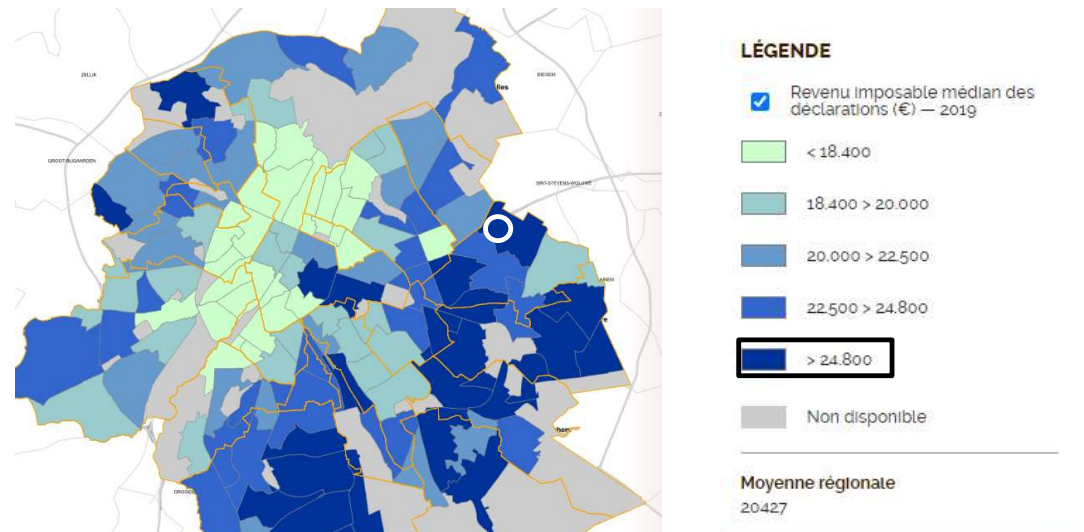 ZELLIK
DIEGEM
lles
GROOT-BIJGAARDEN
SINT-STEVENS-WOLUWE
LÉGENDE
Revenu imposable médian des
déclarations (€) — 2019
< 18.400
18.400 > 20.000
20.000 > 22.500
22.500 > 24.800
> 24.800
Non disponible
Moyenne régionale
20427